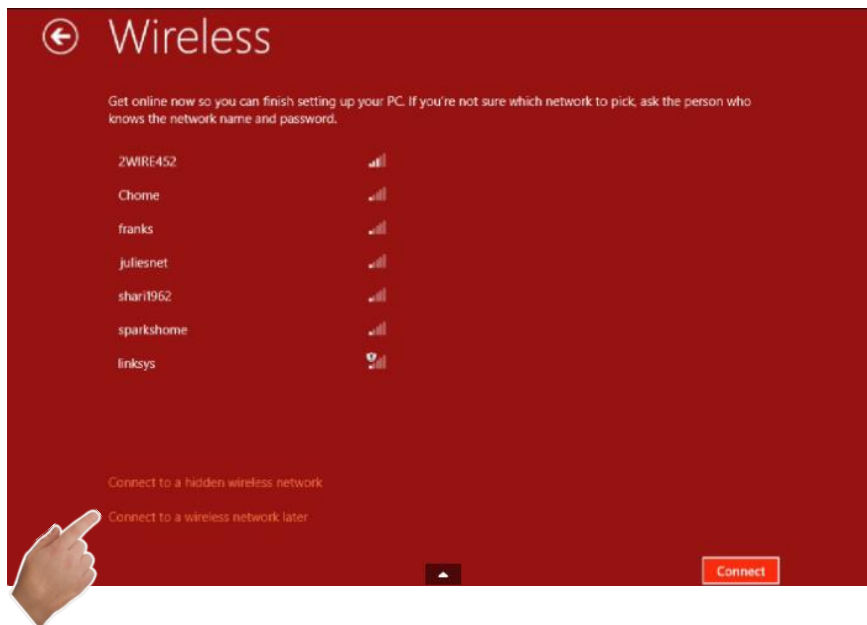 Wireless
Get online now so you can finish setting up your PC. If you're not sure which network to pick, ask the person who
knows the network name and password.
2WIRE452
Chome
franks
juliesnet
shari1962
sparkshome
linksys
Connect to a hidden wireless network
Connect to a wireless network later
Connect